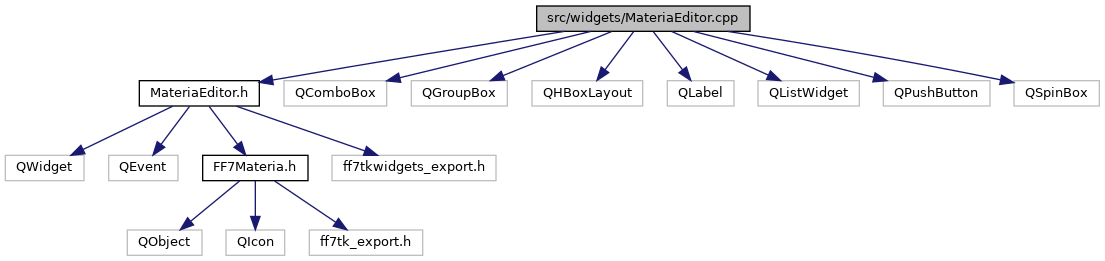 src/widgets/MateriaEditor.cpp
MateriaEditor.h
QComboBox
QGroupBox
QHBoxLayout
QLabel
QListWidget
QPushButton
QSpinBox
QWidget
QEvent
FF7Materia.h
ff7tkwidgets_export.h
QObject
QIcon
ff7tk_export.h